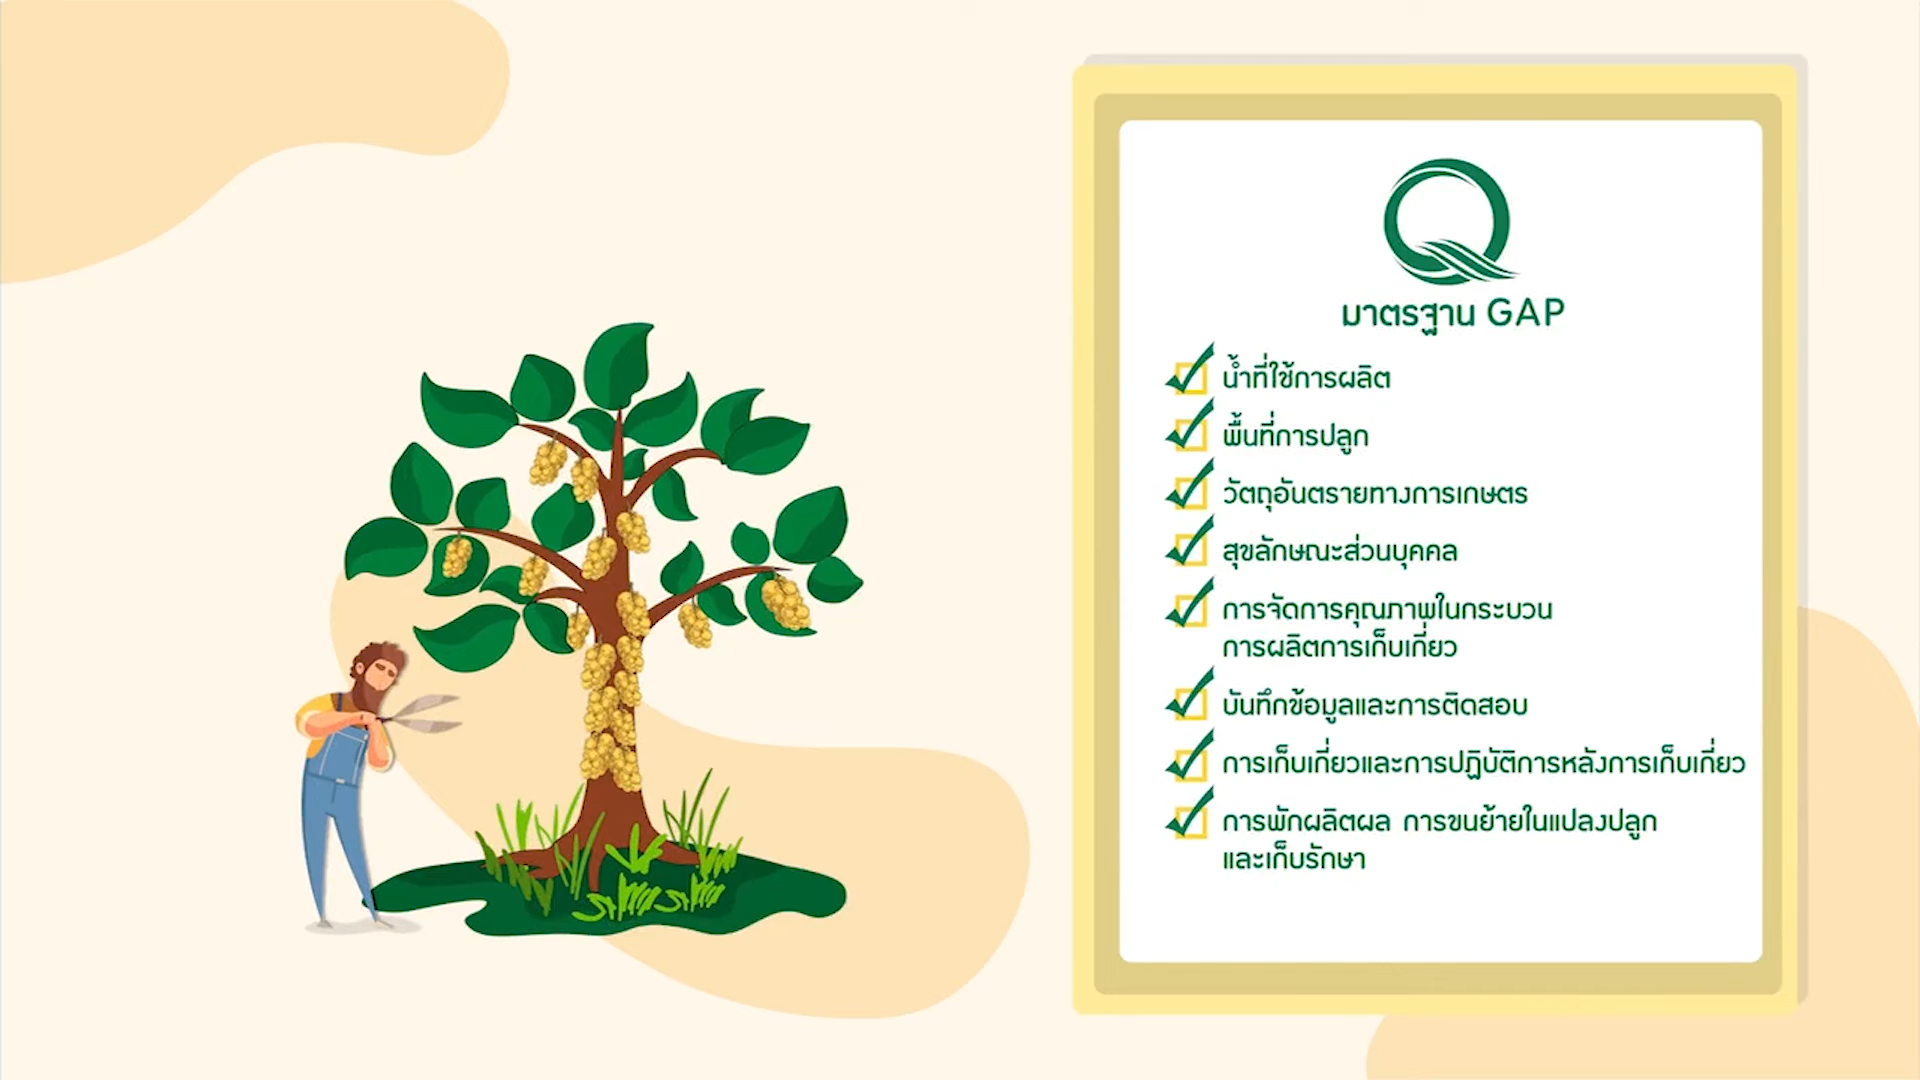 Q
มาตรฐาน GAP
น้ำที่ใช้การผลิต
พื้นที่การปลูก
วัตถุอันตรายทางการเกษตร
สุขลักษณะส่วนบุคคล
การจัดการคุณภาพในกระบวน
การผลิตการเก็บเกี่ยว
บันทึกข้อมูลและการติดสอบ
การเก็บเกี่ยวและการปฏิบัติการหลังการเก็บเกี่ยว
การพักผลิตผล การขนย้ายในแปลงปลูก
และเก็บรักษา